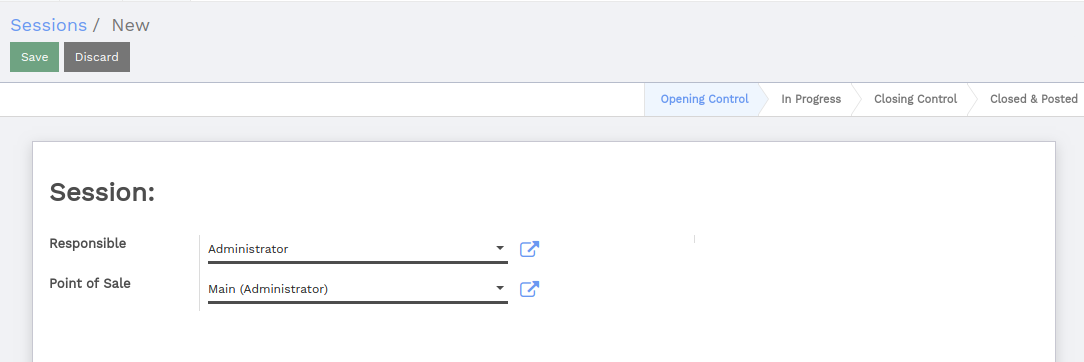 Sessions / New
Save Discard
Opening Control In Progress Closing Control Closed & Posted
Session:
Responsible Administrator
Point of Sale Main (Administrator)